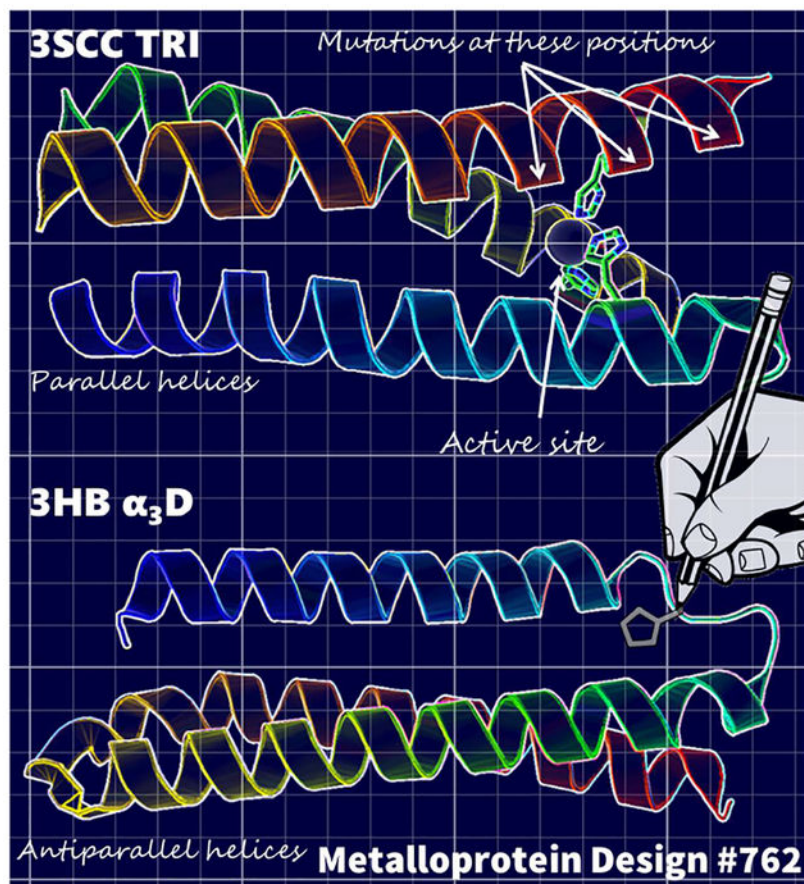 3SCC TRI
Mutations at these positions
Parallel helices
Active site
3HB α₃D
Antiparallel helices
Metalloprotein Design #762